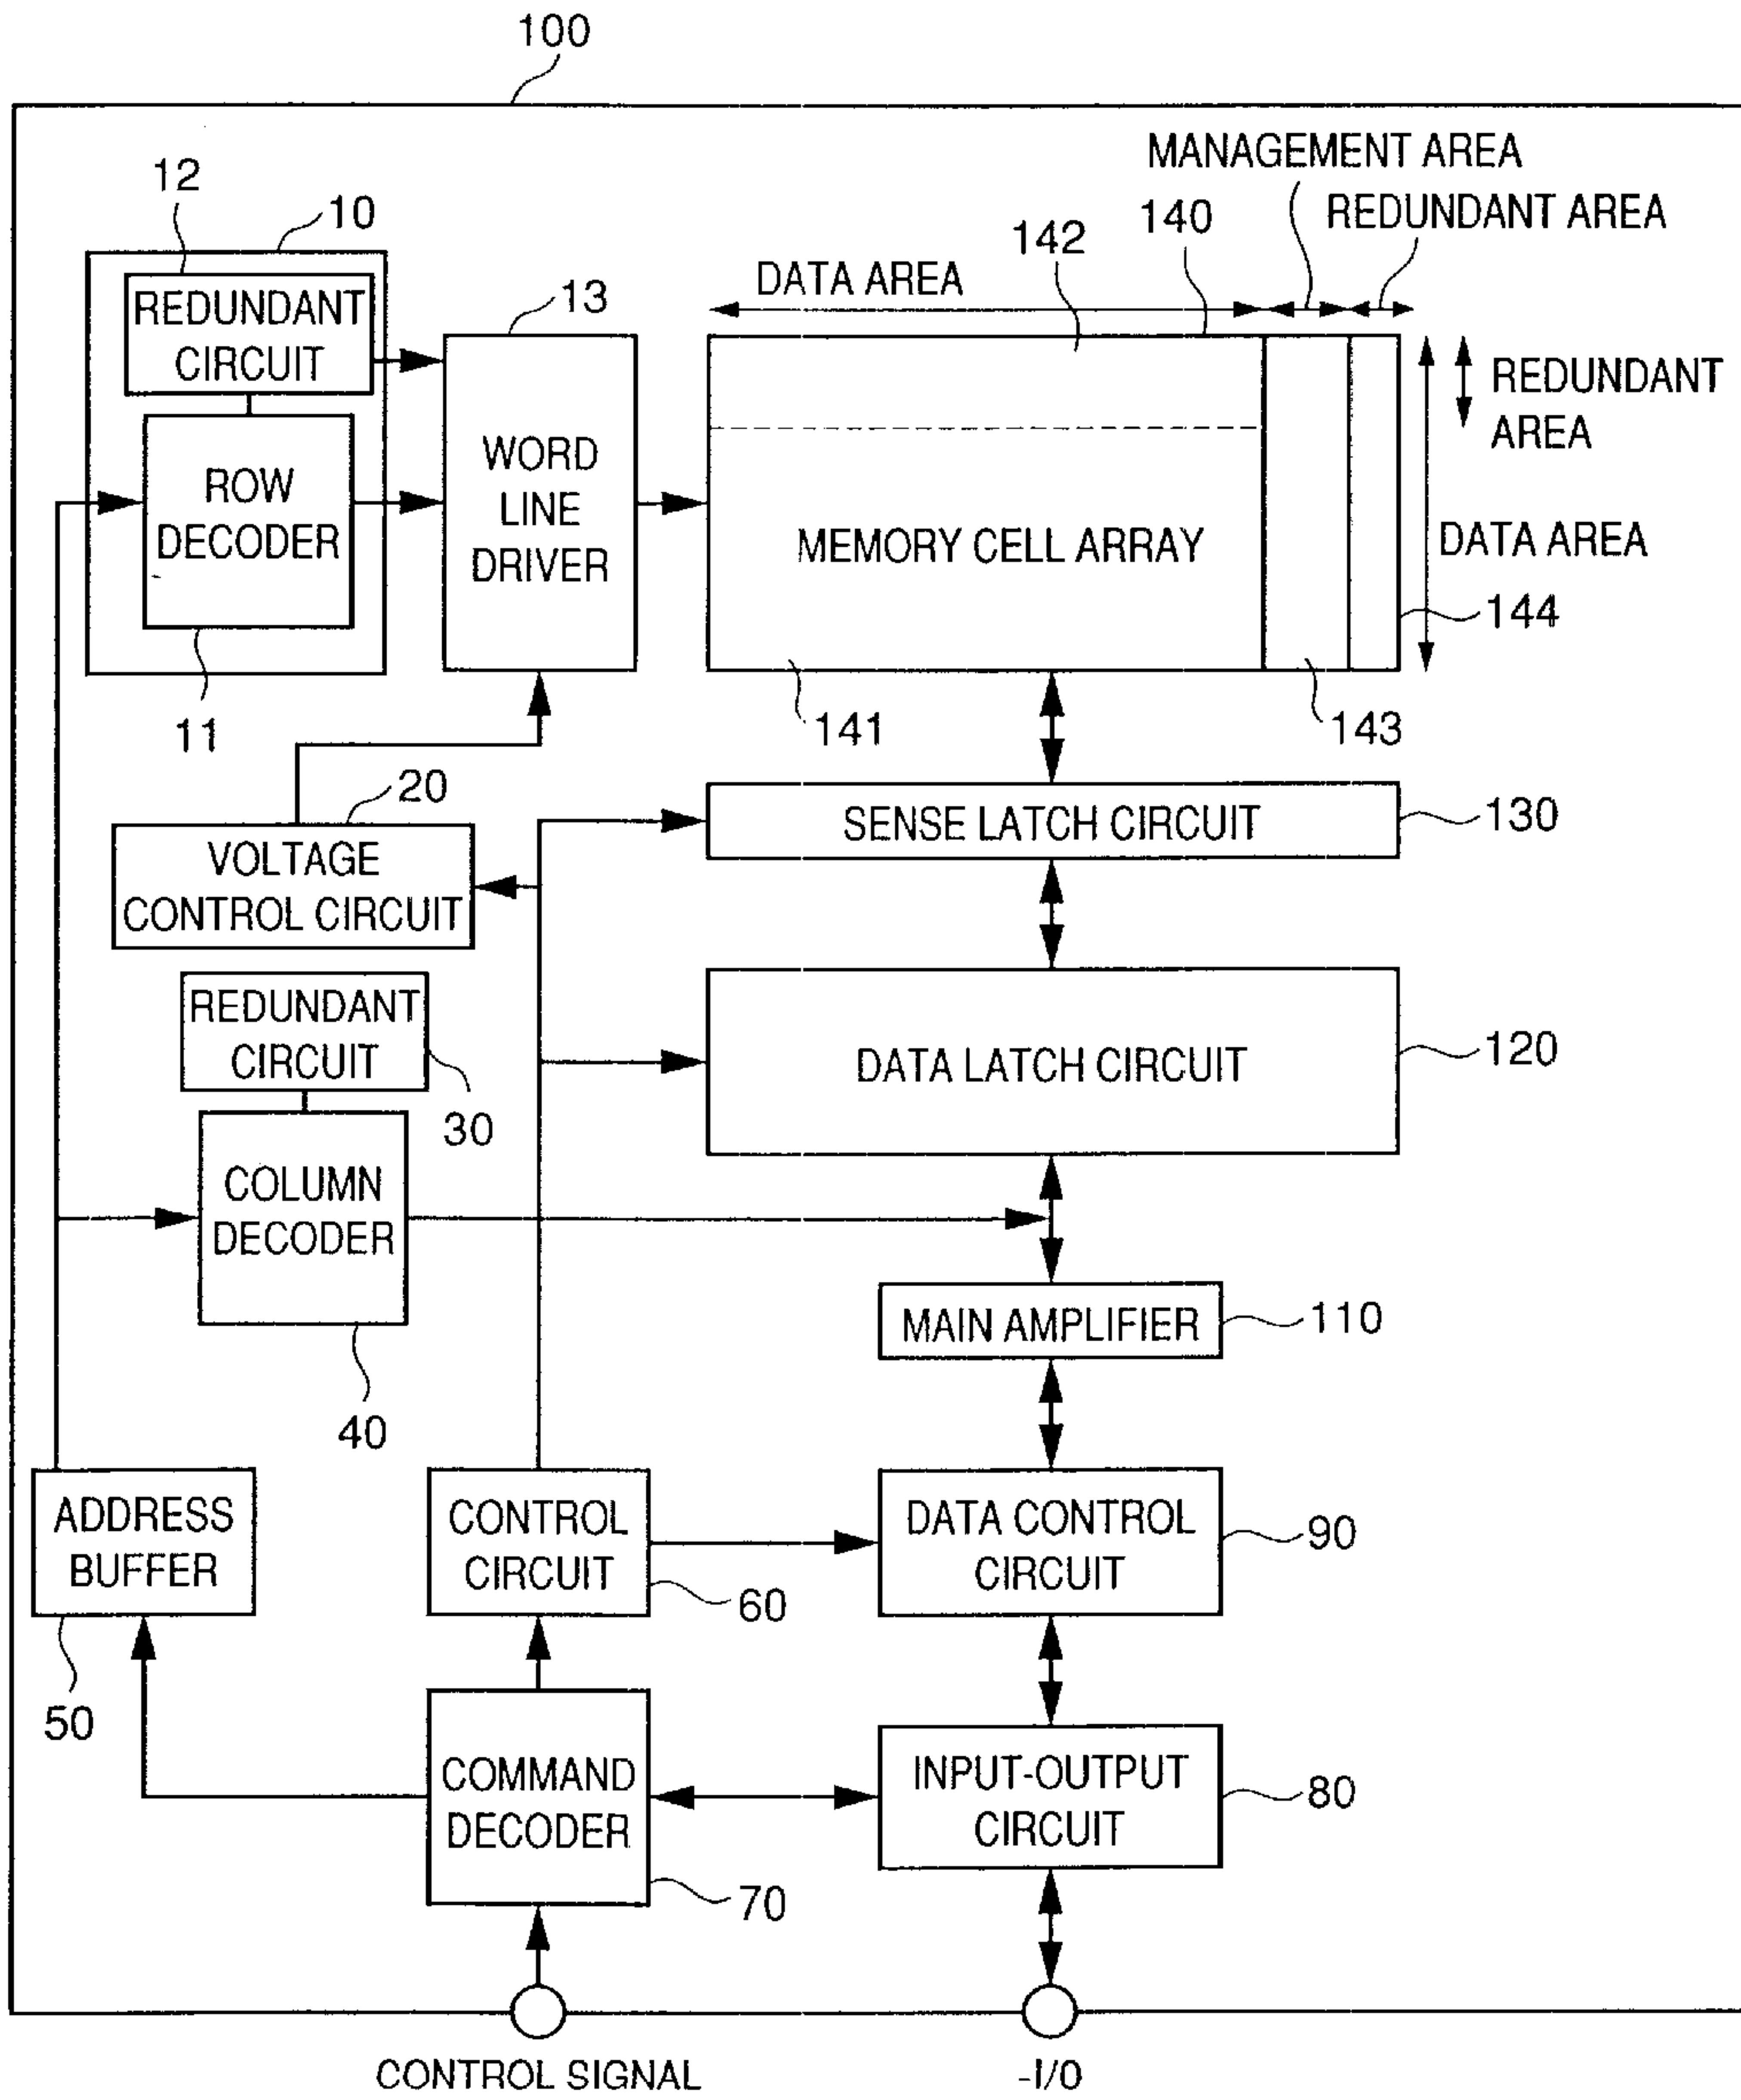 100
MANAGEMENT AREA
12
10
140
REDUNDANT AREA
142
13
DATA AREA
REDUNDANT
CIRCUIT
REDUNDANT
AREA
WORD
LINE
DRIVER
ROW
DECODER
MEMORY CELL ARRAY
DATA AREA
144
11
141
143
20
SENSE LATCH CIRCUIT
130
VOLTAGE
CONTROL CIRCUIT
REDUNDANT
CIRCUIT
DATA LATCH CIRCUIT
120
30
COLUMN
DECODER
MAIN AMPLIFIER
110
40
ADDRESS
BUFFER
CONTROL
CIRCUIT
DATA CONTROL
CIRCUIT
90
60
50
COMMAND
DECODER
INPUT-OUTPUT
CIRCUIT
80
70
CONTROL SIGNAL
-I/0